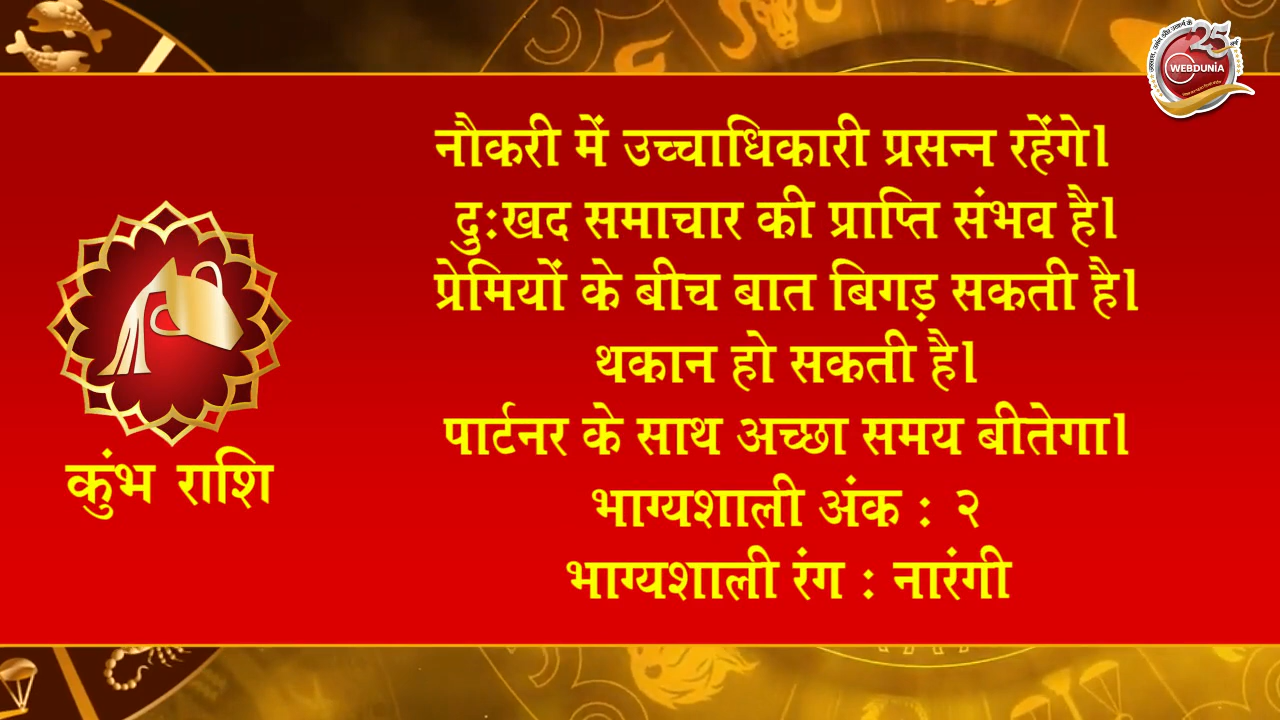 नौकरी में उच्चाधिकारी प्रसन्न रहेंगे।
दुःखद समाचार की प्राप्ति संभव है।
प्रेमियों के बीच बात बिगड़ सकती है।
थकान हो सकती है।
पार्टनर के साथ अच्छा समय बीतेगा।
भाग्यशाली अंक : २
भाग्यशाली रंग : नारंगी
कुंभ राशि
25
WEBDUNIA